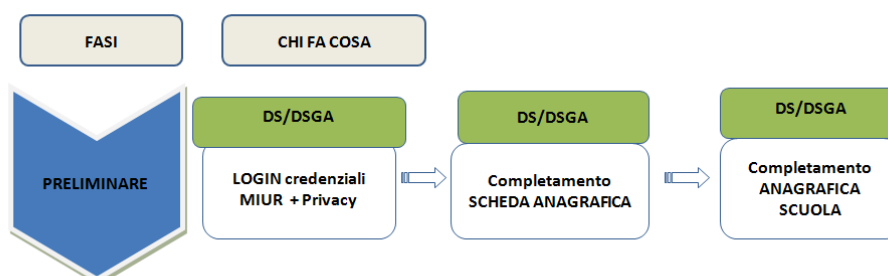 FASI
CHI FA COSA
PRELIMINARE
DS/DSGA
LOGIN credenziali
MIUR + Privacy
DS/DSGA
Completamento
SCHEDA ANAGRAFICA
DS/DSGA
Completamento
ANAGRAFICA
SCUOLA